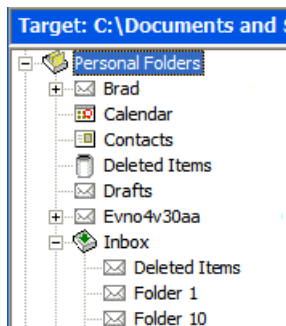 Target: C:\Documents and
Personal Folders
Brad
Calendar
Contacts
Deleted Items
Drafts
Evno4v30aa
Inbox
Deleted Items
Folder 1
Folder 10